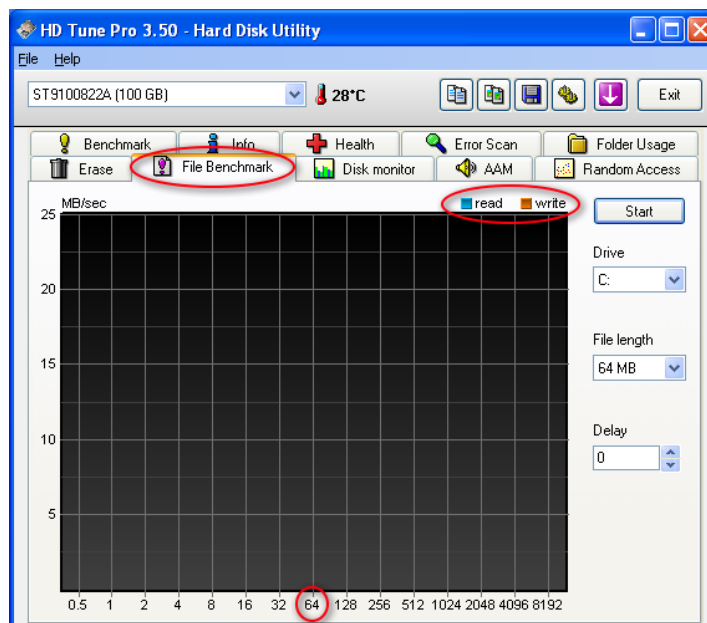 HD Tune Pro 3.50 - Hard Disk Utility
File Help
ST9100822A (100 GB) 28°C Exit
Benchmark Info Health Error Scan Folder Usage
Erase File Benchmark Disk monitor AAM Random Access
MB/sec read write
25
Start
Drive
C:
20
File length
64 MB
15
Delay
10
0
5
0.5 1 2 4 8 16 32 64 128 256 512 1024 2048 4096 8192